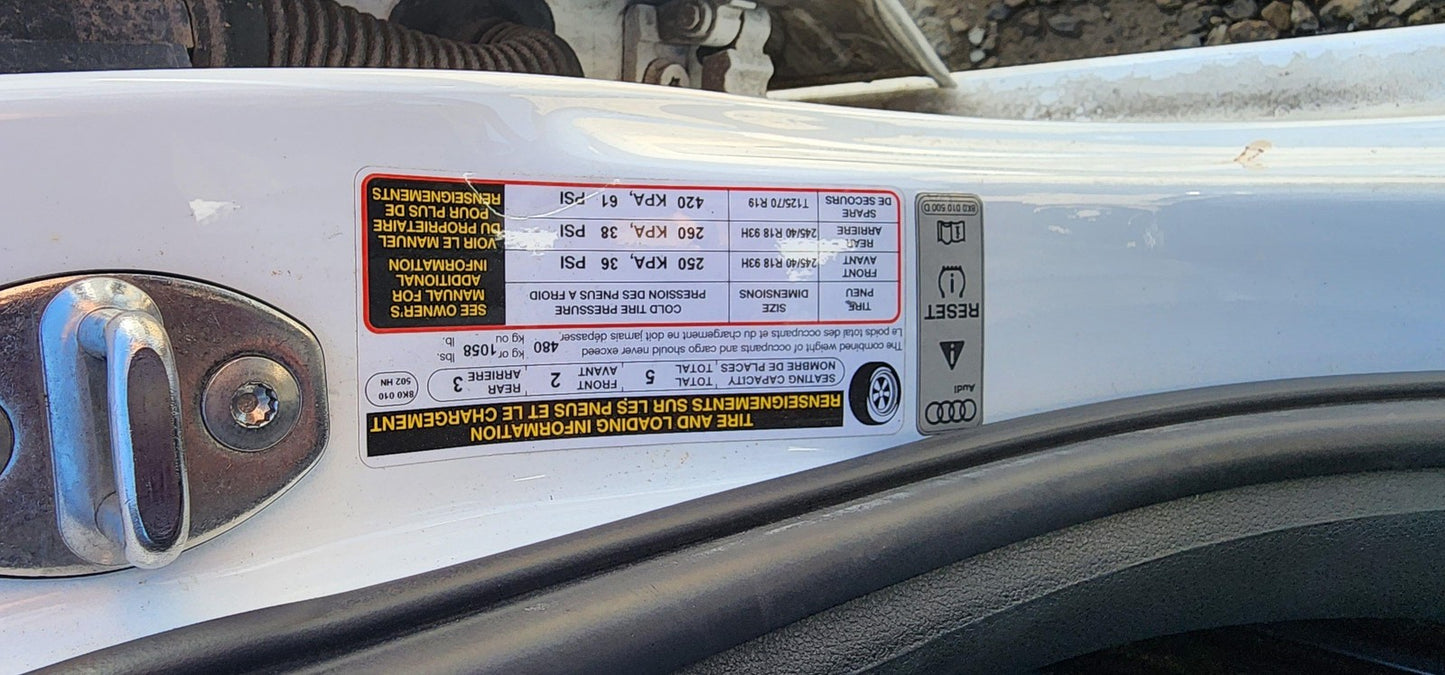 TIRE AND LOADING INFORMATION
RENSEIGNEMENTS SUR LES PNEUS ET LE CHARGEMENT
SEATING CAPACITY TOTAL 5 FRONT 2 REAR 3
NOMBRE DE PLACES TOTAL AVANT ARRIERE
8K0 010
502 HN
The combined weight of occupants and cargo should never exceed 480 kg or 1058 lbs.
Le poids total des occupants et du chargement doit jamais dépasser kg ou lb.
TIRE SIZE COLD TIRE PRESSURE
PNEU DIMENSIONS PRESSION DES PNEUS A FROID
FRONT
AVANT 245/40 R18 93H 250 KPA, 36 PSI
REAR
ARRIERE 245/40 R18 93H 260 KPA, 38 PSI
SPARE
DE SECOURS T125/70 R19 420 KPA, 61 PSI
SEE OWNER'S
MANUAL FOR
ADDITIONAL
INFORMATION
VOIR LE MANUEL
DU PROPRIETAIRE
POUR PLUS DE
RENSEIGNEMENTS
Audi
RESET
8K0 010 500 D